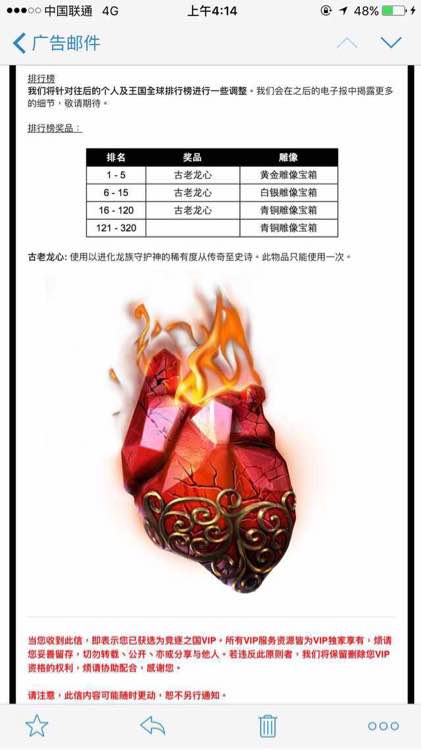 ●●●○○ 中国联通 4G 上午4:14 48%
广告邮件
排行榜
我们将针对往后的个人及王国全球排行榜进行一些调整。我们会在之后的电子报中揭露更多
的细节，敬请期待。
排行榜奖品：
排名 奖品 雕像
1 - 5 古老龙心 黄金雕像宝箱
6 - 15 古老龙心 白银雕像宝箱
16 - 120 古老龙心 青铜雕像宝箱
121 - 320 青铜雕像宝箱
古老龙心: 使用以进化龙族守护神的稀有度从传奇至史诗。此物品只能使用一次。
当您收到此信，即表示您已获选为竞逐之国VIP。所有VIP服务资源皆为VIP独家享有，烦请
您妥善留存，切勿转载、公开、亦或分享与他人。若违反此原则者，我们将保留删除您VIP
资格的权利，烦请协助配合，感谢您。
请注意，此信内容可能随时更动，恕不另行通知。